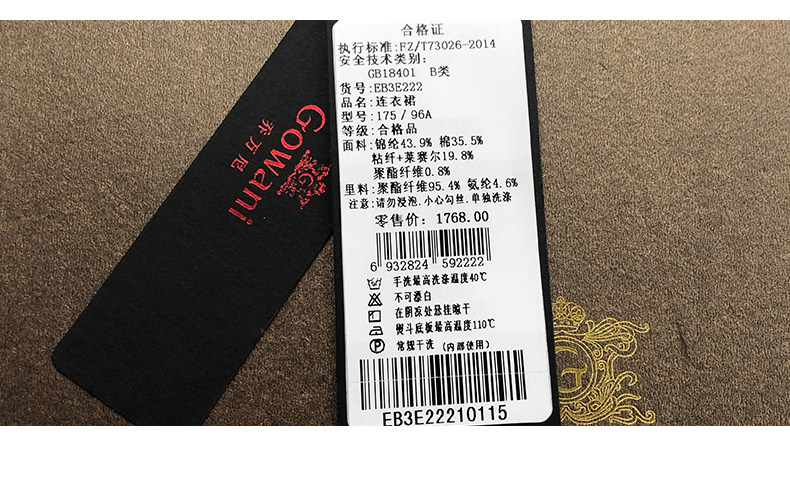 Gowani
乔万尼
G
合格证
执行标准:FZ/T73026-2014
安全技术类别:
GB18401 B类
货号:EB3E222
品名:连衣裙
型号:175/96A
等级:合格品
面料:锦纶43.9% 棉35.5%
粘纤+莱赛尔19.8%
聚酯纤维0.8%
里料:聚酯纤维95.4% 氨纶4.6%
注意:请勿浸泡.小心勾丝.单独洗涤
零售价: 1768.00
6 932824 592222
手洗最高洗涤温度40℃
不可漂白
在阴凉处悬挂晾干
熨斗底板最高温度110℃
P 常规干洗 (内部使用)
EB3E22210115
G